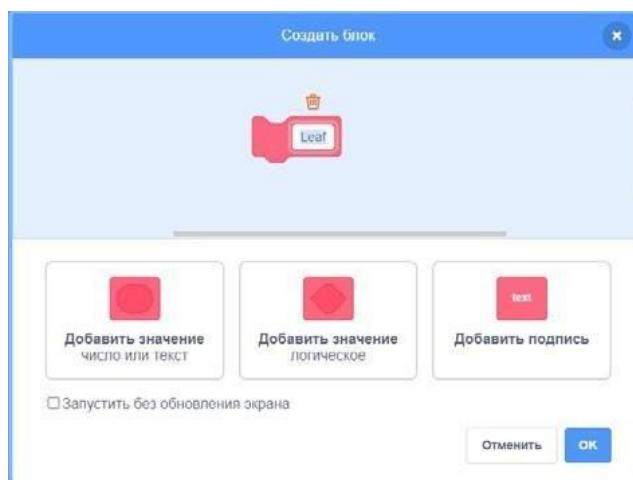 Создать блок
Leaf
text
Добавить значение
число или текст
Добавить значение
логическое
Добавить подпись
Запустить без обновления экрана
Отменить
ОК